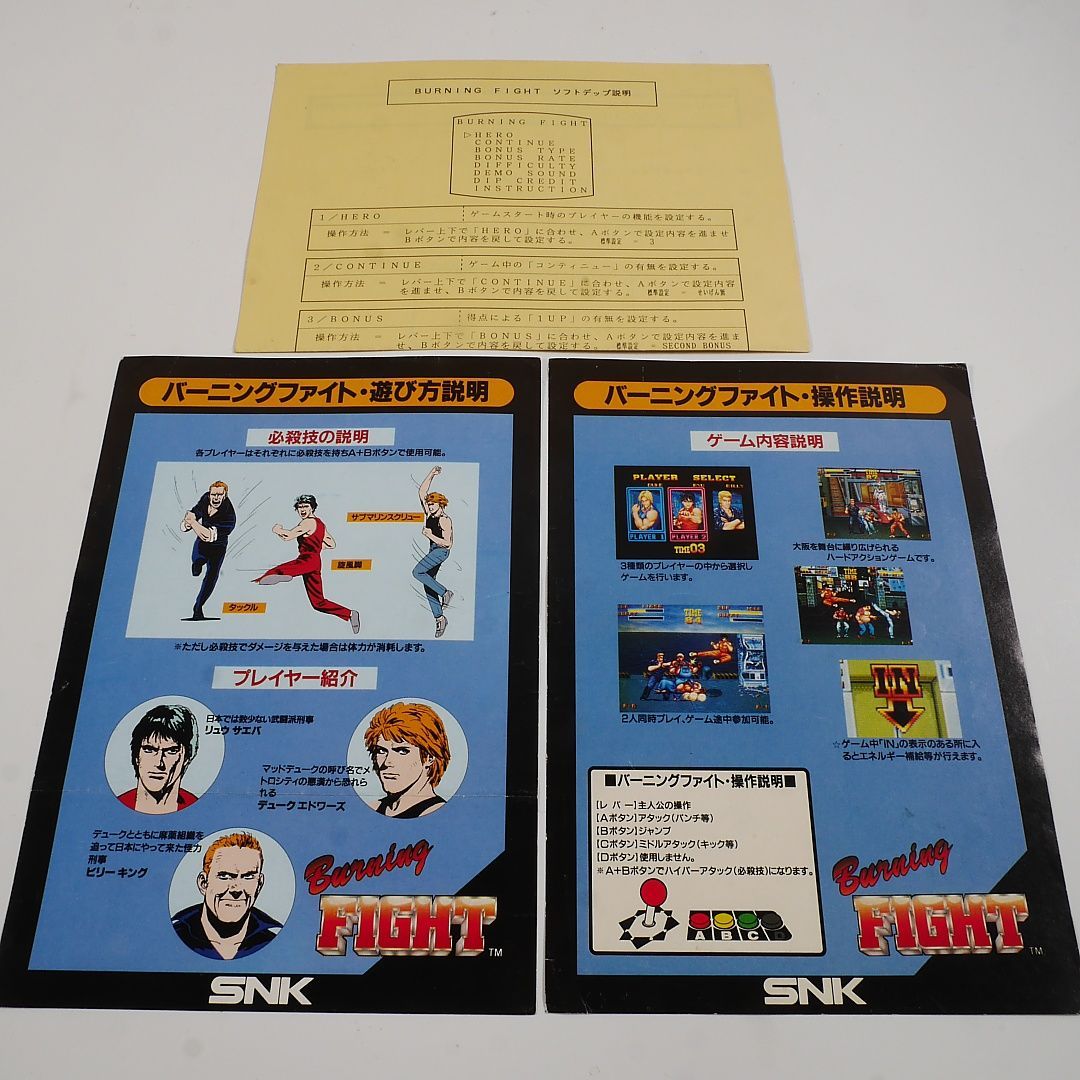 BURNING FIGHT ソフトデップ説明
BURNING FIGHT
▷HERO
CONTINUE
BONUS TYPE
BONUS RATE
DIFFICULTY
DEMO SOUND
DIP CREDIT
INSTRUCTION
1／HERO ゲームスタート時のプレイヤーの機能を設定する。
操作方法 ＝ レバー上下で「HERO」に合わせ、Aボタンで設定内容を進ませ
Bボタンで内容を戻して設定する。 標準設定 ＝ 3
2／CONTINUE ゲーム中の「コンティニュー」の有無を設定する。
操作方法 ＝ レバー上下で「CONTINUE」に合わせ、Aボタンで設定内容
を進ませ、Bボタンで内容を戻して設定する。 標準設定 ＝ せいげん無
3／BONUS 得点による「1UP」の有無を設定する。
操作方法 ＝ レバー上下で「BONUS」に合わせ、Aボタンで設定内容を進ま
せ、Bボタンで内容を戻して設定する。 標準設定 ＝ SECOND BONUS
バーニングファイト・遊び方説明
必殺技の説明
各プレイヤーはそれぞれに必殺技を持ちA+Bボタンで使用可能。
サブマリンスクリュー
旋風脚
タックル
※ただし必殺技でダメージを与えた場合は体力が消耗します。
プレイヤー紹介
日本では数少ない武闘派刑事
リュウ サエバ
マッドデュークの呼び名でメ
トロシティの悪漢から恐れら
れる
デューク エドワーズ
デュークとともに麻薬組織を
追って日本にやって来た怪力
刑事
ビリー キング
Burning
FIGHT
TM
SNK
バーニングファイト・操作説明
ゲーム内容説明
PLAYER SELECT
DUKE RYU BILLY
PLAYER 1 PLAYER 2
TIME 03
3種類のプレイヤーの中から選択し
ゲームを行います。
大阪を舞台に繰り広げられる
ハードアクションゲームです。
TIME
84
2人同時プレイ、ゲーム途中参加可能。
IN
☆ゲーム中「IN」の表示のある所に入
るとエネルギー補給等が行えます。
■バーニングファイト・操作説明■
[レバー]主人公の操作
[Aボタン]アタック(パンチ等)
[Bボタン]ジャンプ
[Cボタン]ミドルアタック(キック等)
[Dボタン]使用しません。
※A+Bボタンでハイパーアタック(必殺技)になります。
A B C D
Burning
FIGHT
TM
SNK